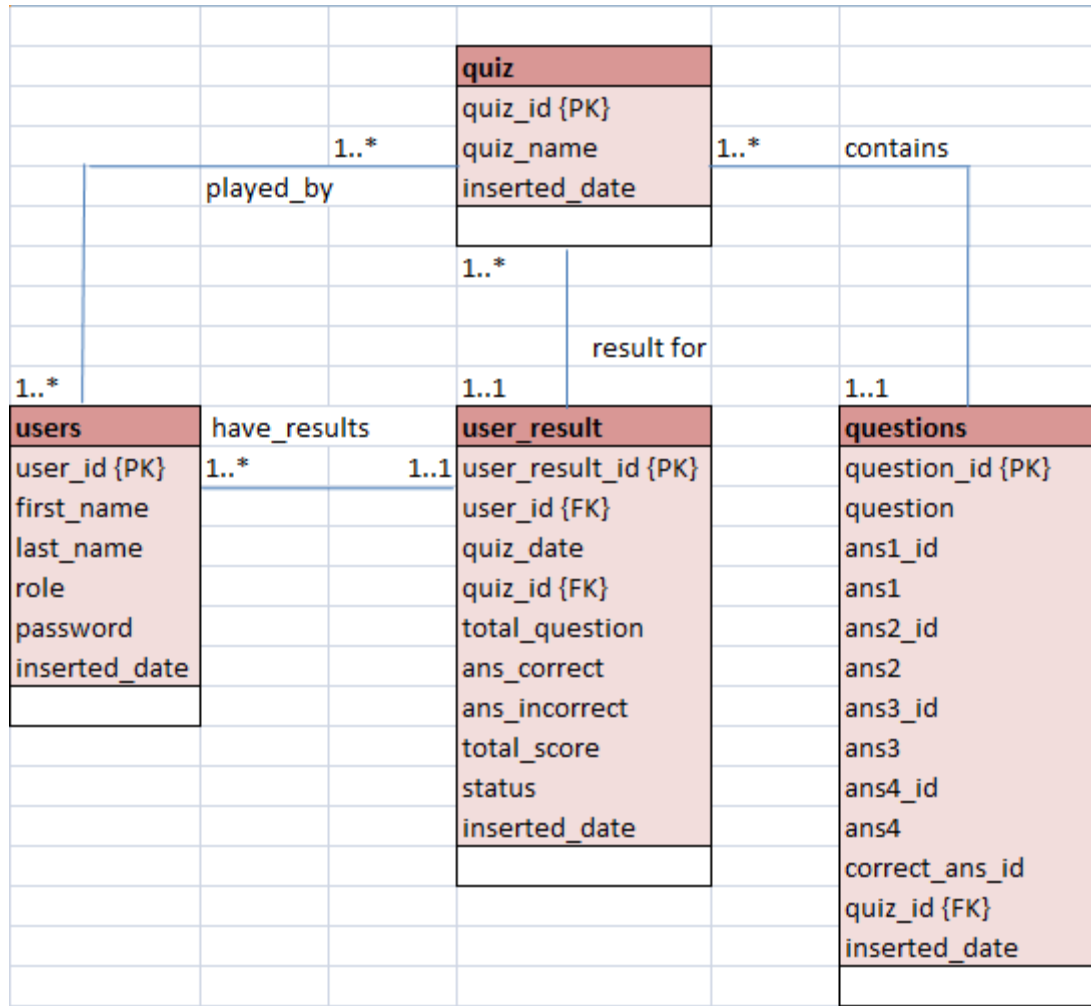 quiz
quiz_id {PK}
1..*
quiz_name
1..*
contains
played_by
inserted_date
1..*
result for
1..*
1..1
1..1
users
have_results
user_result
questions
user_id {PK}
1..*
1..1
user_result_id {PK}
question_id {PK}
first_name
user_id {FK}
question
last_name
quiz_date
ans1_id
role
quiz_id {FK}
ans1
password
total_question
ans2_id
inserted_date
ans_correct
ans2
ans_incorrect
ans3_id
total_score
ans3
status
ans4_id
inserted_date
ans4
correct_ans_id
quiz_id {FK}
inserted_date